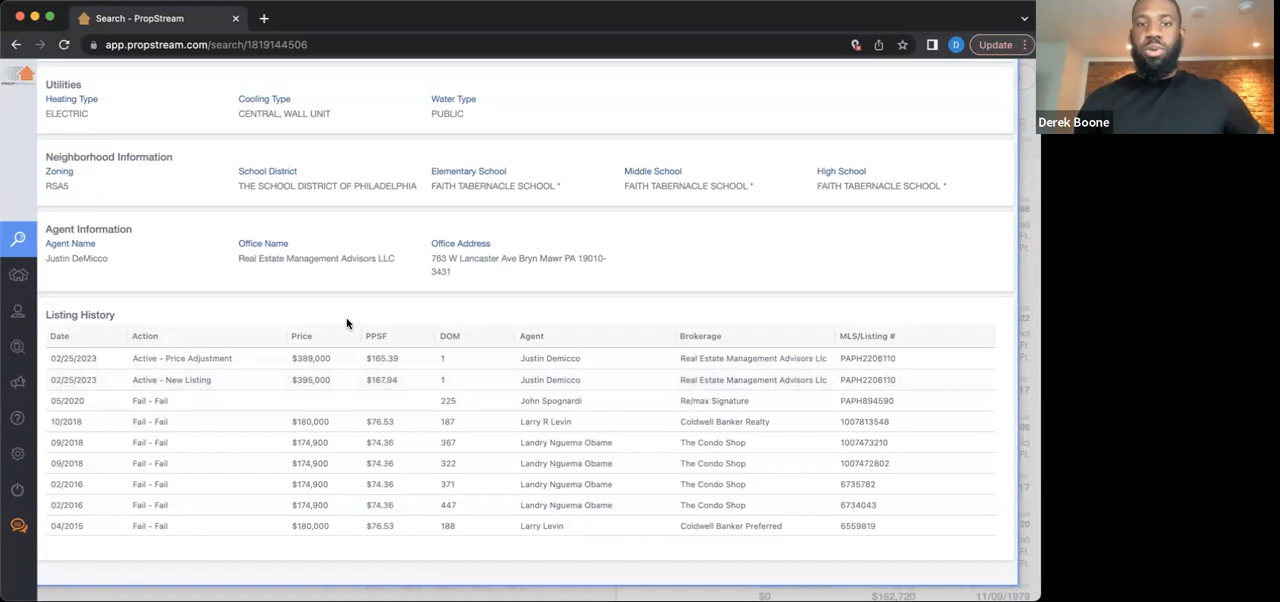 Search - PropStream
app.propstream.com/search/1819144506
D
Update
Derek Boone
Utilities
Heating Type Cooling Type Water Type
ELECTRIC CENTRAL, WALL UNIT PUBLIC
Neighborhood Information
Zoning School District Elementary School Middle School High School
RSA5 THE SCHOOL DISTRICT OF PHILADELPHIA FAITH TABERNACLE SCHOOL * FAITH TABERNACLE SCHOOL * FAITH TABERNACLE SCHOOL *
Agent Information
Agent Name Office Name Office Address
Justin DeMicco Real Estate Management Advisors LLC 763 W Lancaster Ave Bryn Mawr PA 19010-
3431
Listing History
Date Action Price PPSF DOM Agent Brokerage MLS/Listing #
02/25/2023 Active - Price Adjustment $389,000 $165.39 1 Justin Demicco Real Estate Management Advisors Llc PAPH2206110
02/25/2023 Active - New Listing $395,000 $167.94 1 Justin Demicco Real Estate Management Advisors Llc PAPH2206110
05/2020 Fail - Fail 225 John Spognardi Re/max Signature PAPH894590
10/2018 Fail - Fail $180,000 $76.53 187 Larry R Levin Coldwell Banker Realty 1007813548
09/2018 Fail - Fail $174,900 $74.36 367 Landry Nguema Obame The Condo Shop 1007473210
09/2018 Fail - Fail $174,900 $74.36 322 Landry Nguema Obame The Condo Shop 1007472802
02/2016 Fail - Fail $174,900 $74.36 371 Landry Nguema Obame The Condo Shop 6735782
02/2016 Fail - Fail $174,900 $74.36 447 Landry Nguema Obame The Condo Shop 6734043
04/2015 Fail - Fail $180,000 $76.53 188 Larry Levin Coldwell Banker Preferred 6559819
$0 $162,720 11/09/1979